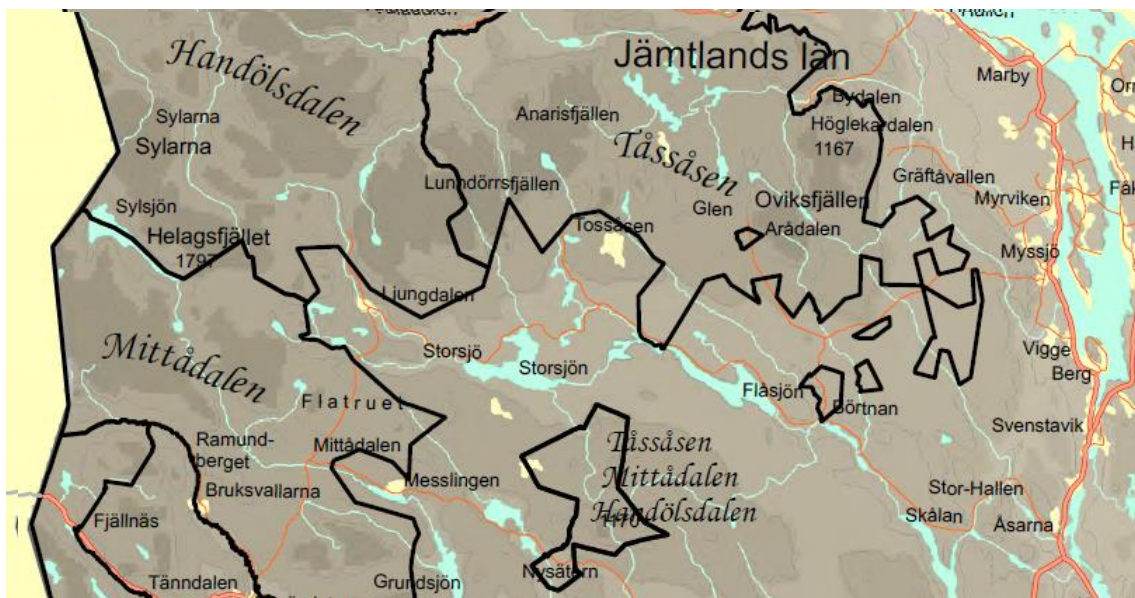 Jämtlands län
Handölsdalen
Marby
Sylarna
Sylarna
Anarisfjällen
Bydalen
Höglekardalen
1167
Tåssåsen
Lunndörrsfjällen
Gräftåvallen
Myrviken
Oviksfjällen
Glen
Arådalen
Sylsjön
Helagsfjället
1797
Tossåsen
Myssjö
Ljungdalen
Mittådalen
Storsjö
Storsjön
Vigge
Berg
Flatruet
Flåsjön
Börtnan
Svenstavik
Ramund-
berget
Mittådalen
Tåssåsen
Mittådalen
Handölsdalen
Messlingen
Bruksvallarna
Stor-Hallen
Skålan
Åsarna
Fjällnäs
Tänndalen
Grundsjön
Nysätern